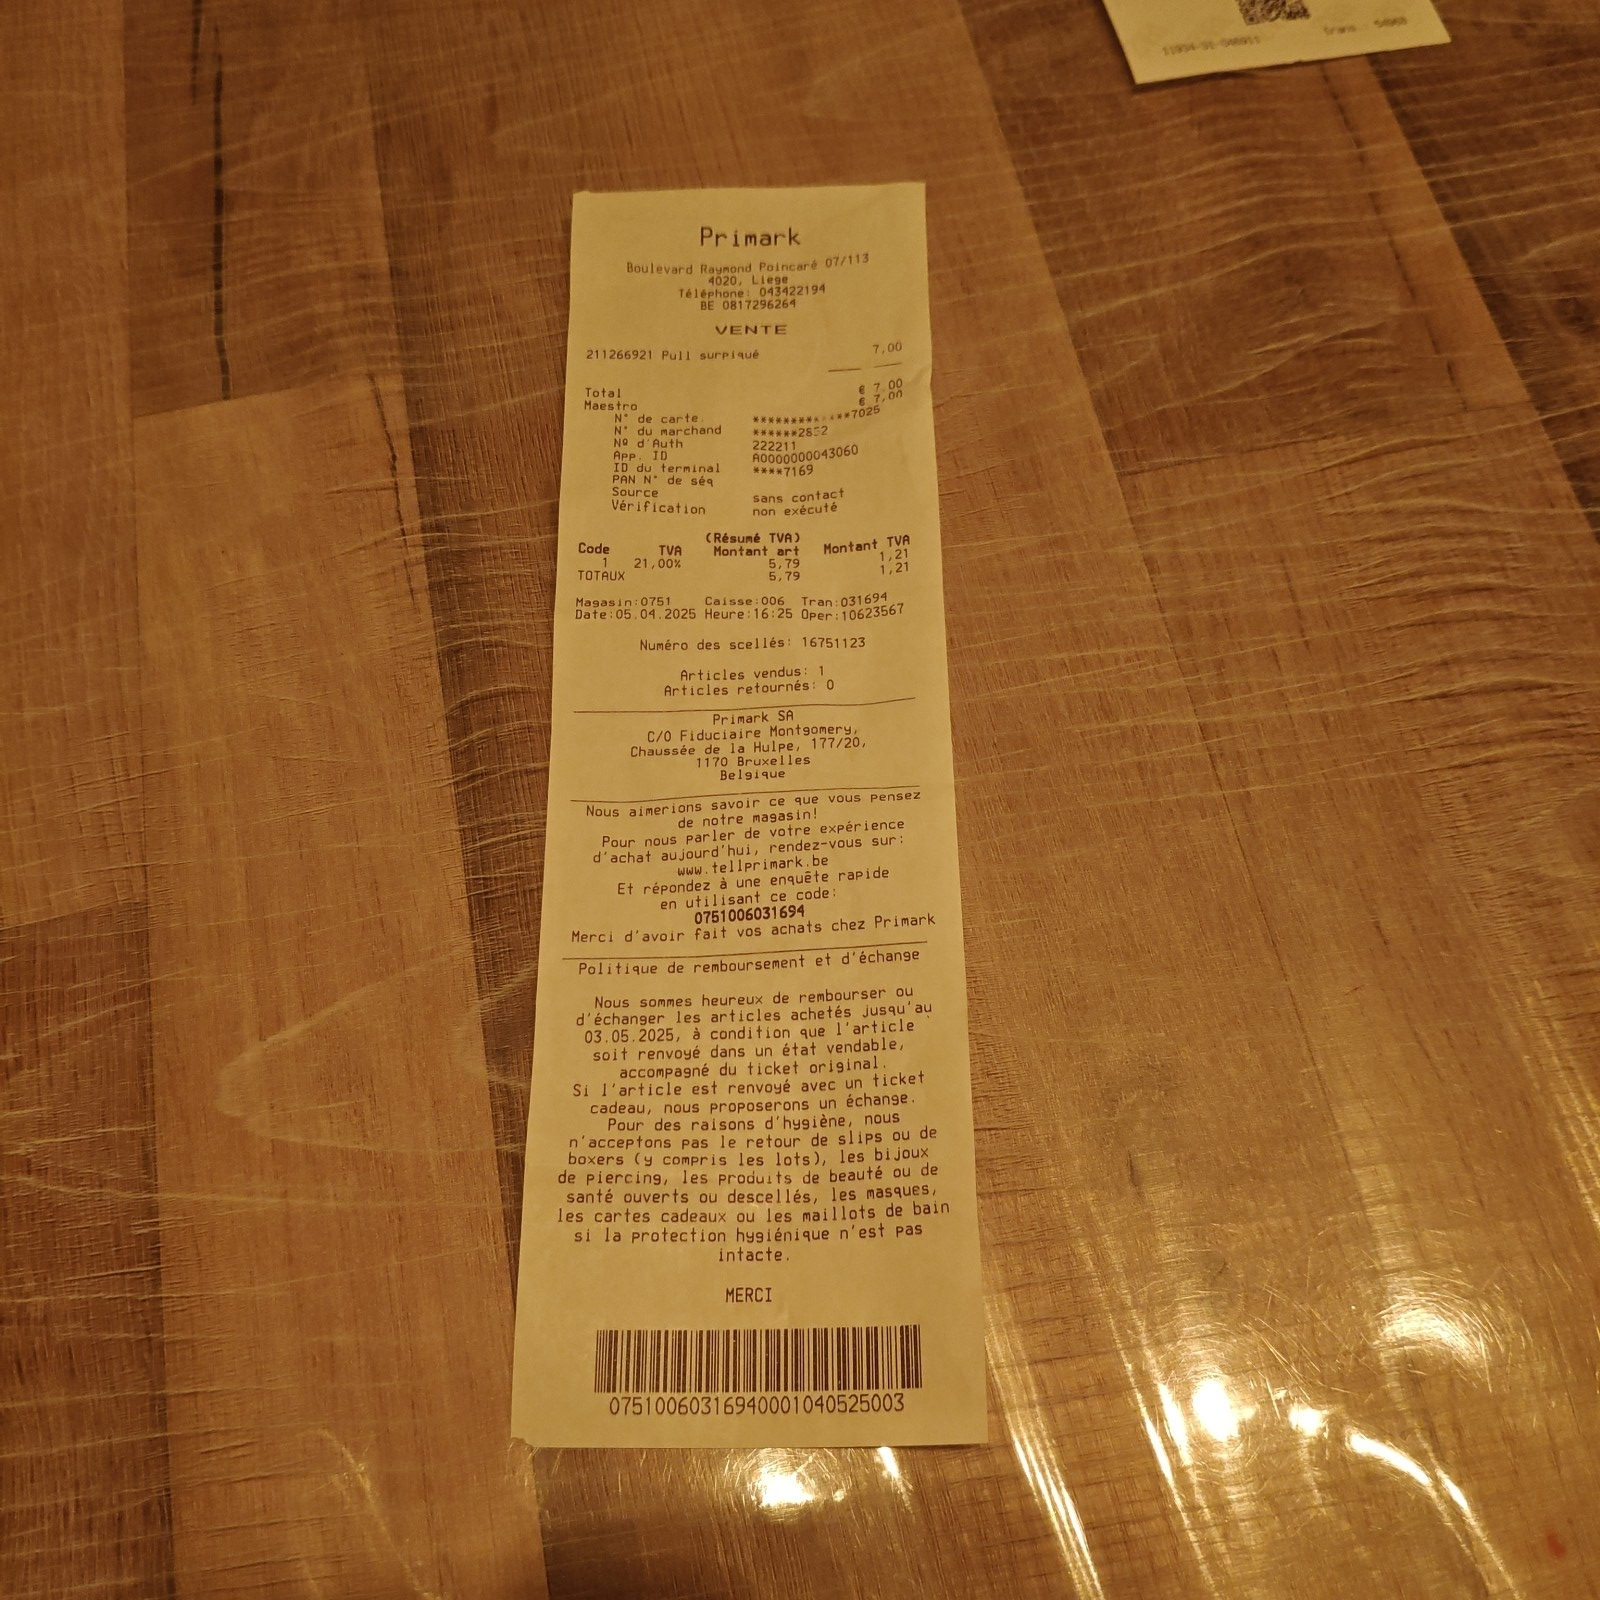 trans.: 54968
Primark
Boulevard Raymond Poincaré 07/113
4020, Liege
Téléphone: 043422194
BE 0817296264
VENTE
211266921 Pull surpiqué 7,00
Total € 7,00
Maestro € 7,00
N° de carte ************7025
N° du marchand ******2852
Nº d'Auth 222211
App. ID A0000000043060
ID du terminal ****7169
PAN N° de séq
Source sans contact
Vérification non exécuté
(Résumé TVA)
Code TVA Montant art Montant TVA
1 21,00% 5,79 1,21
TOTAUX 5,79 1,21
Magasin:0751 Caisse:006 Tran:031694
Date:05.04.2025 Heure:16:25 Oper:10623567
Numéro des scellés: 16751123
Articles vendus: 1
Articles retournés: 0
Primark SA
C/O Fiduciaire Montgomery,
Chaussée de la Hulpe, 177/20,
1170 Bruxelles
Belgique
Nous aimerions savoir ce que vous pensez
de notre magasin!
Pour nous parler de votre expérience
d'achat aujourd'hui, rendez-vous sur:
www.tellprimark.be
Et répondez à une enquête rapide
en utilisant ce code:
0751006031694
Merci d'avoir fait vos achats chez Primark
Politique de remboursement et d'échange
Nous sommes heureux de rembourser ou
d'échanger les articles achetés jusqu'au
03.05.2025, à condition que l'article
soit renvoyé dans un état vendable,
accompagné du ticket original.
Si l'article est renvoyé avec un ticket
cadeau, nous proposerons un échange.
Pour des raisons d'hygiène, nous
n'acceptons pas le retour de slips ou de
boxers (y compris les lots), les bijoux
de piercing, les produits de beauté ou de
santé ouverts ou descellés, les masques,
les cartes cadeaux ou les maillots de bain
si la protection hygiénique n'est pas
intacte.
MERCI
07510060316940001040525003